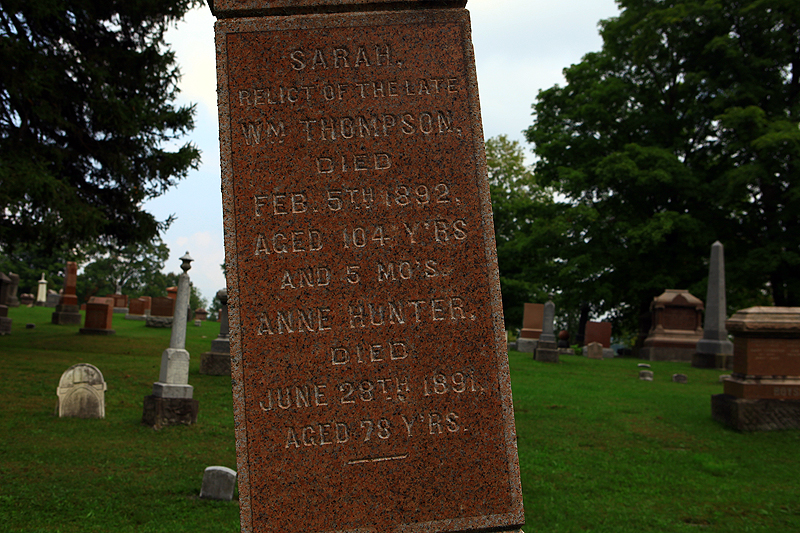 SARAH,
RELICT OF THE LATE
WM THOMPSON,
DIED
FEB. 5TH 1892,
AGED 104 Y'RS
AND 5 MO'S.
ANNE HUNTER,
DIED
JUNE 28TH 1891,
AGED 78 Y'RS.